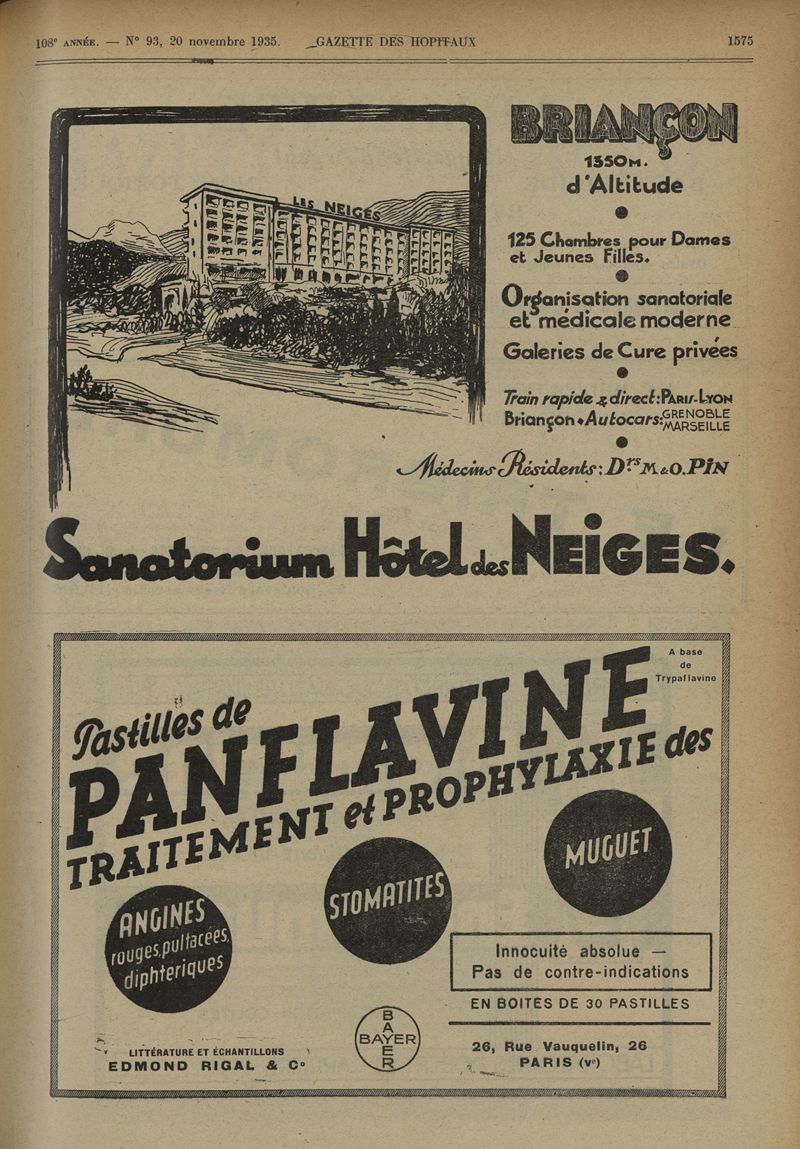 108e ANNÉE. — N° 93, 20 novembre 1935.
GAZETTE DES HOPITAUX
1575
LES NEIGES
BRIANÇON
1350M.
d'Altitude
125 Chambres pour Dames
et Jeunes Filles.
Organisation sanatoriale
et médicale moderne
Galeries de Cure privées
Train rapide & direct: PARIS-LYON
Briançon • Autocars: GRENOBLE
MARSEILLE
Médecins Résidents: Drs M. & O. PIN
Sanatorium Hôtel des NEIGES.
A base
de
Trypaflavine
Pastilles de
PANFLAVINE
TRAITEMENT et PROPHYLAXIE des
MUGUET
STOMATITES
ANGINES
rouges, pultacées,
diphteriques
Innocuité absolue —
Pas de contre-indications
EN BOITES DE 30 PASTILLES
LITTÉRATURE ET ÉCHANTILLONS
EDMOND RIGAL & Co
BAYER
BAYER
26, Rue Vauquelin, 26
PARIS (Ve)